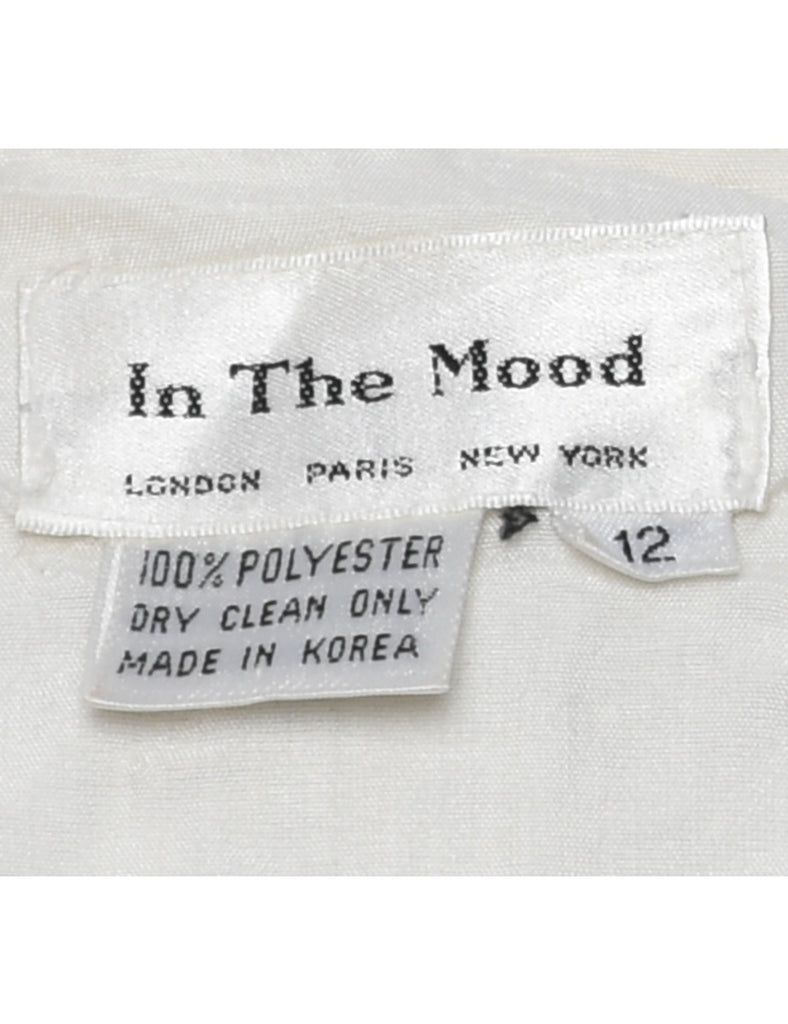 In The Mood
LONDON PARIS NEW YORK
12
100% POLYESTER
DRY CLEAN ONLY
MADE IN KOREA